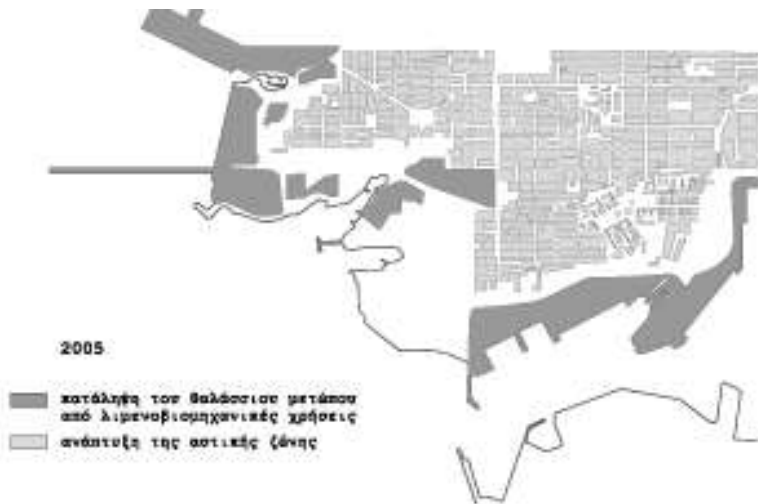 2005
κατάληψη του θαλάσσιου μετώπου
από λιμενοβιομηχανικές χρήσεις
ανάπτυξη της αστικής ζώνης